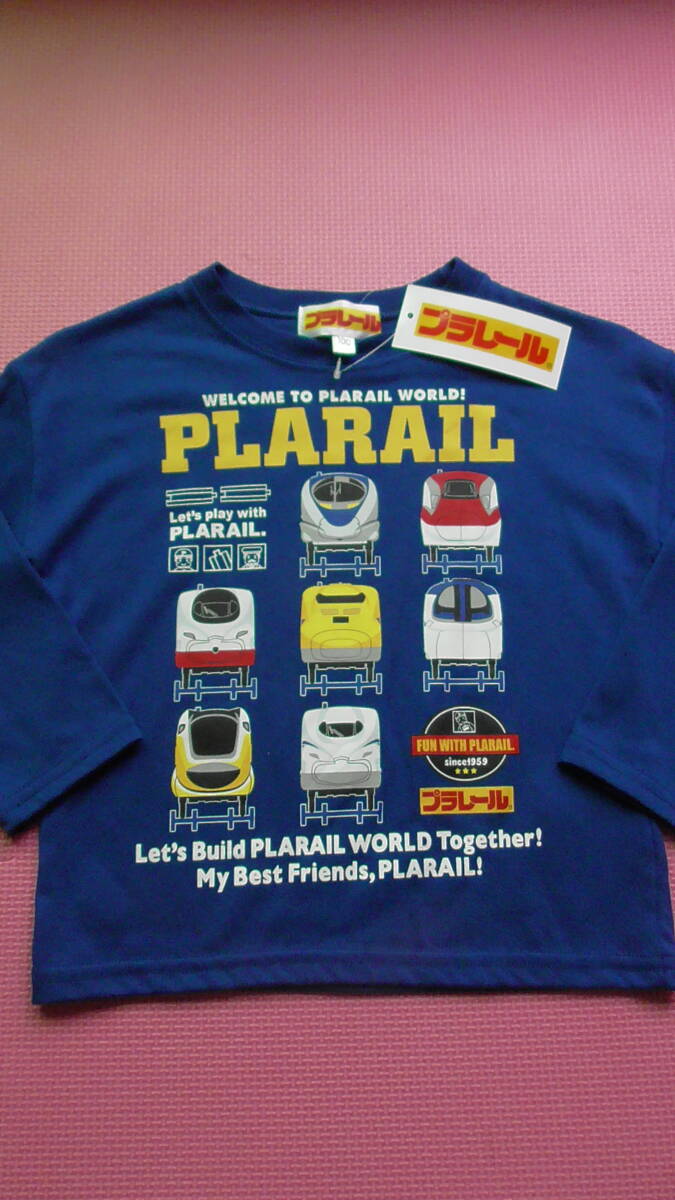 プラレール
100
プラレール
WELCOME TO PLARAIL WORLD!
PLARAIL
Let's play with
PLARAIL.
FUN WITH PLARAIL.
since1959
プラレール
Let's Build PLARAIL WORLD Together!
My Best Friends, PLARAIL!